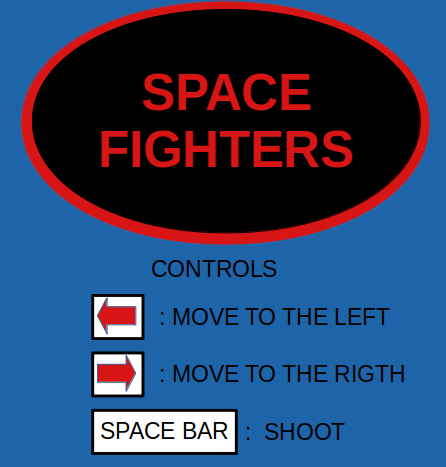 SPACE
FIGHTERS
CONTROLS
: MOVE TO THE LEFT
: MOVE TO THE RIGTH
SPACE BAR : SHOOT